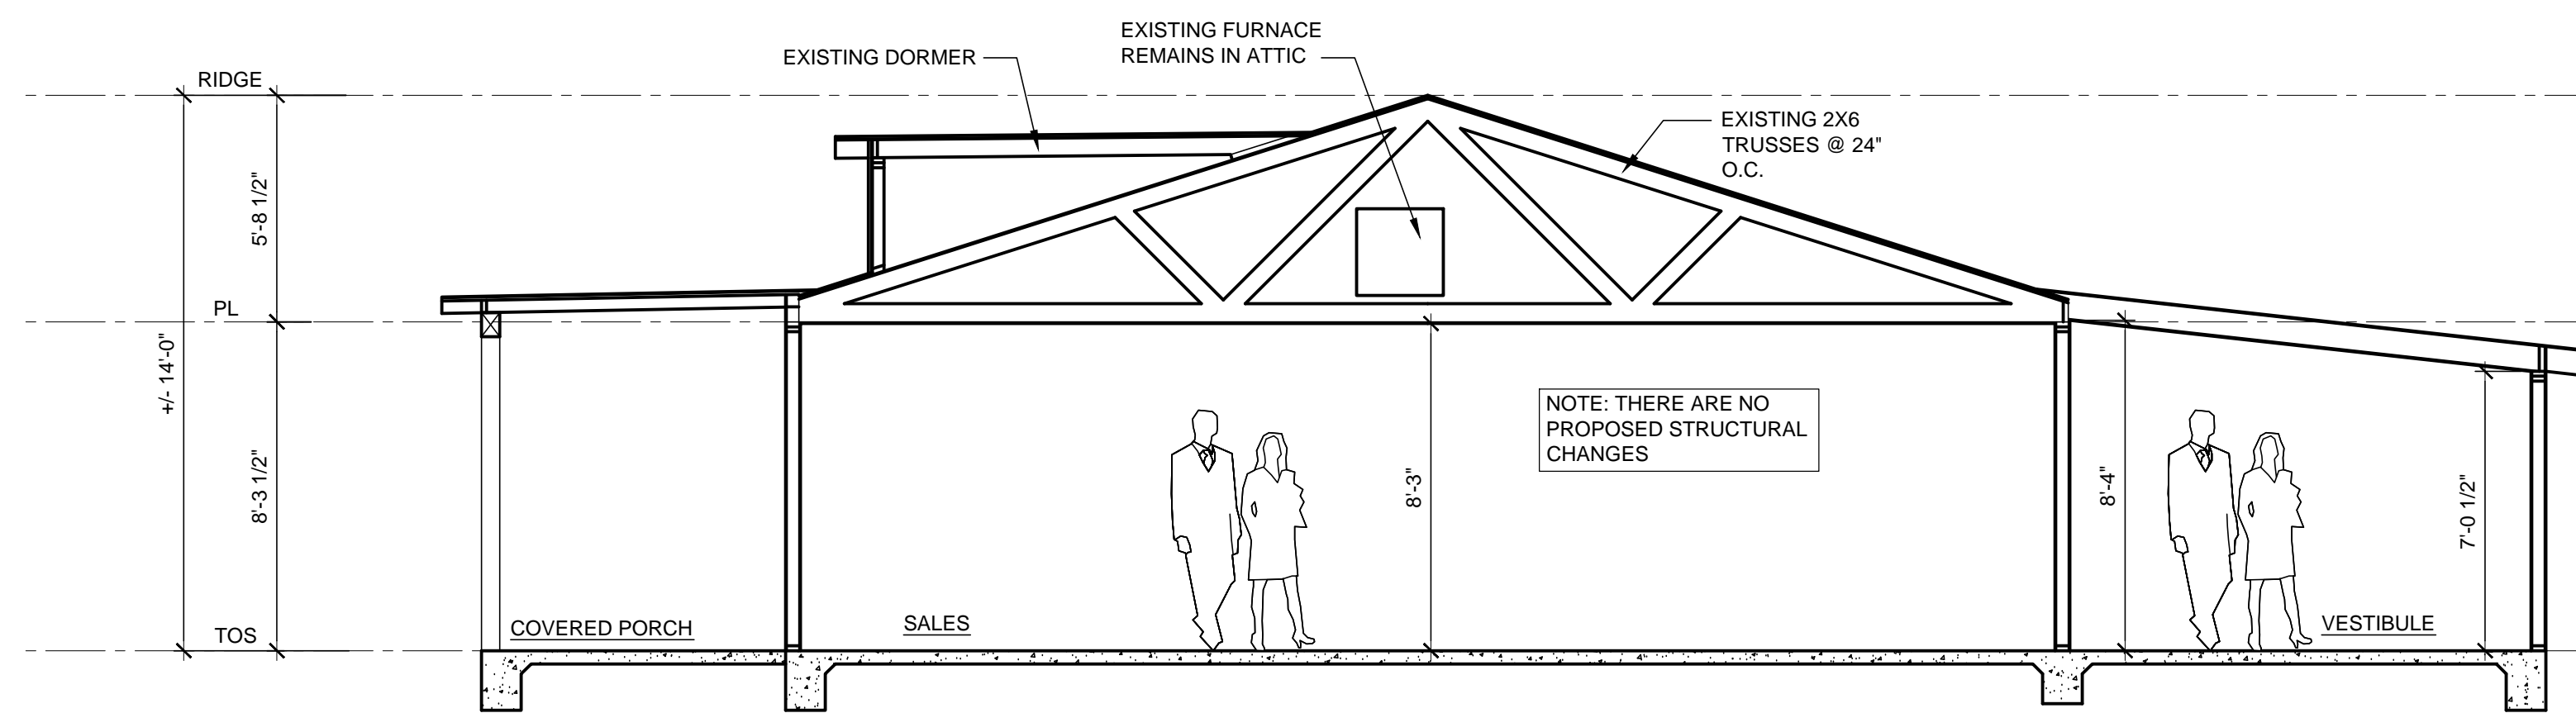 EXISTING FURNACE
REMAINS IN ATTIC
EXISTING DORMER
RIDGE
EXISTING 2X6
TRUSSES @ 24"
O.C.
5'-8 1/2"
PL
+/- 14'-0"
NOTE: THERE ARE NO
PROPOSED STRUCTURAL
CHANGES
8'-3 1/2"
8'-3"
8'-4"
7'-0 1/2"
TOS
COVERED PORCH
SALES
VESTIBULE